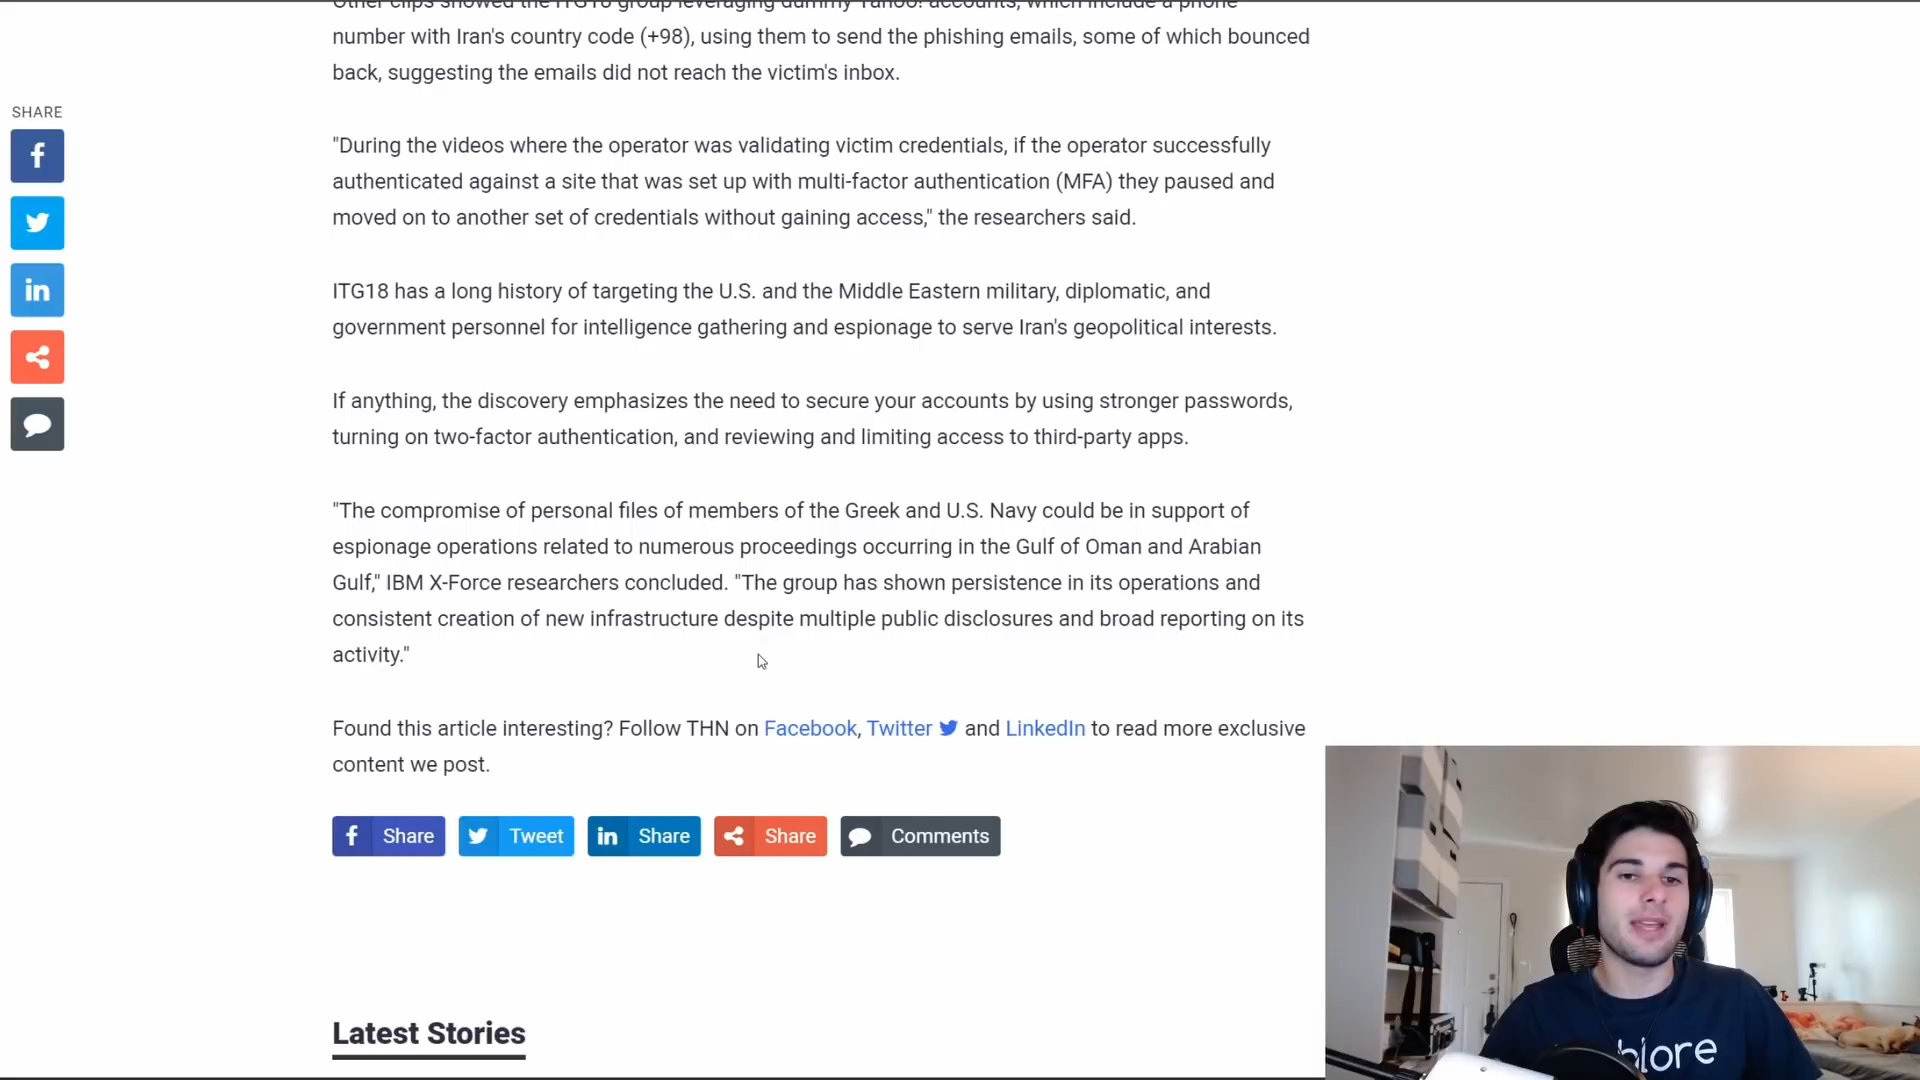 Other clips showed the ITG18 group leveraging dummy Yahoo! accounts, which include a phone
number with Iran's country code (+98), using them to send the phishing emails, some of which bounced
back, suggesting the emails did not reach the victim's inbox.
SHARE
"During the videos where the operator was validating victim credentials, if the operator successfully
authenticated against a site that was set up with multi-factor authentication (MFA) they paused and
moved on to another set of credentials without gaining access," the researchers said.
ITG18 has a long history of targeting the U.S. and the Middle Eastern military, diplomatic, and
government personnel for intelligence gathering and espionage to serve Iran's geopolitical interests.
If anything, the discovery emphasizes the need to secure your accounts by using stronger passwords,
turning on two-factor authentication, and reviewing and limiting access to third-party apps.
"The compromise of personal files of members of the Greek and U.S. Navy could be in support of
espionage operations related to numerous proceedings occurring in the Gulf of Oman and Arabian
Gulf," IBM X-Force researchers concluded. "The group has shown persistence in its operations and
consistent creation of new infrastructure despite multiple public disclosures and broad reporting on its
activity."
Found this article interesting? Follow THN on Facebook, Twitter and LinkedIn to read more exclusive
content we post.
Share Tweet Share Share Comments
Latest Stories